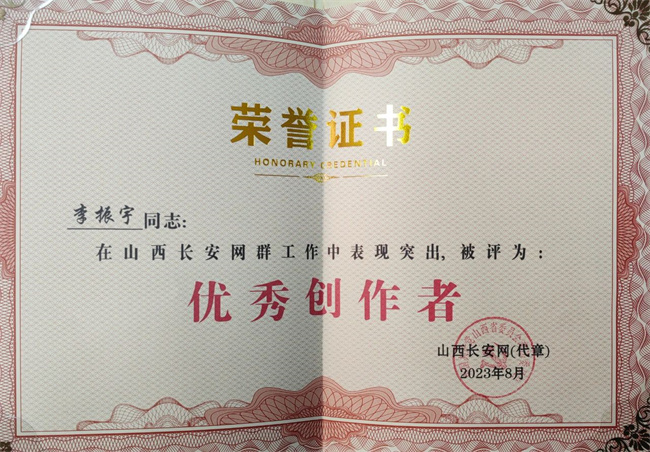 荣誉证书
HONORARY CREDENTIAL
李振宇同志:
在山西长安网群工作中表现突出,被评为:
优秀创作者
山西长安网(代章)
2023年8月